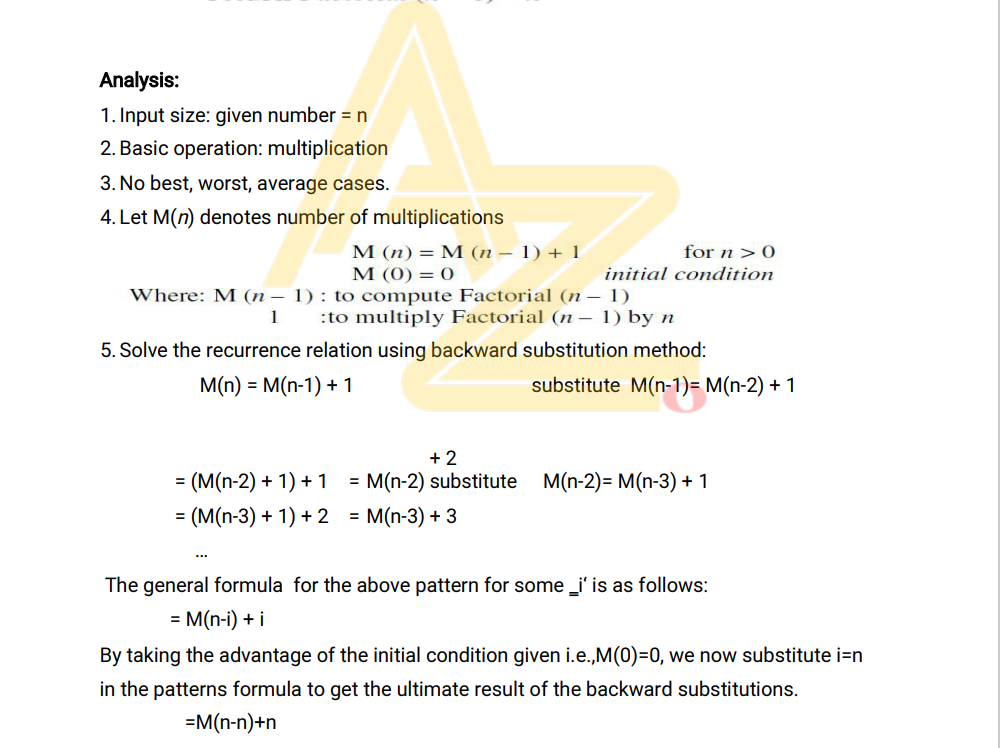 Analysis:
1. Input size: given number = n
2. Basic operation: multiplication
3. No best, worst, average cases.
4. Let M(n) denotes number of multiplications
M (n) = M (n – 1) + 1 for n > 0
M (0) = 0 initial condition
Where: M (n – 1) : to compute Factorial (n – 1)
1 :to multiply Factorial (n – 1) by n
5. Solve the recurrence relation using backward substitution method:
M(n) = M(n-1) + 1 substitute M(n-1)= M(n-2) + 1
+ 2
= (M(n-2) + 1) + 1 = M(n-2) substitute M(n-2)= M(n-3) + 1
= (M(n-3) + 1) + 2 = M(n-3) + 3
...
The general formula for the above pattern for some ‗i‘ is as follows:
= M(n-i) + i
By taking the advantage of the initial condition given i.e.,M(0)=0, we now substitute i=n
in the patterns formula to get the ultimate result of the backward substitutions.
=M(n-n)+n